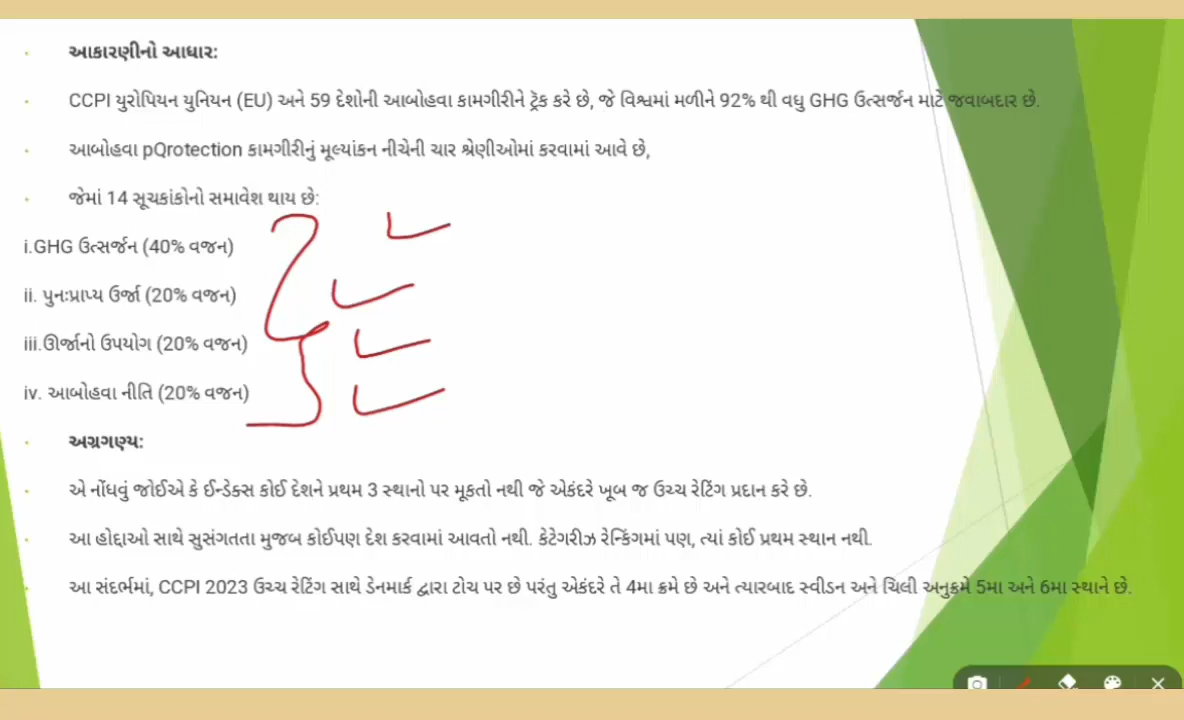 આકારણીનો આધાર:
CCPI યુરોપિયન યુનિયન (EU) અને 59 દેશોની આબોહવા કામગીરીને ટ્રૅક કરે છે, જે વિશ્વમાં મળીને 92% થી વધુ GHG ઉત્સર્જન માટે જવાબદાર છે.
આબોહવા pQrotection કામગીરીનું મૂલ્યાંકન નીચેની ચાર શ્રેણીઓમાં કરવામાં આવે છે,
જેમાં 14 સૂચકાંકોનો સમાવેશ થાય છે:
i.GHG ઉત્સર્જન (40% વજન)
ii. પુનઃપ્રાપ્ય ઉર્જા (20% વજન)
iii.ઊર્જાનો ઉપયોગ (20% વજન)
iv. આબોહવા નીતિ (20% વજન)
અગ્રગણ્ય:
એ નોંધવું જોઈએ કે ઈન્ડેક્સ કોઈ દેશને પ્રથમ 3 સ્થાનો પર મૂકતો નથી જે એકંદરે ખૂબ જ ઉચ્ચ રેટિંગ પ્રદાન કરે છે.
આ હોદ્દાઓ સાથે સુસંગતતા મુજબ કોઈપણ દેશ કરવામાં આવતો નથી. કેટેગરીઝ રેન્કિંગમાં પણ, ત્યાં કોઈ પ્રથમ સ્થાન નથી.
આ સંદર્ભમાં, CCPI 2023 ઉચ્ચ રેટિંગ સાથે ડેનમાર્ક દ્વારા ટોચ પર છે પરંતુ એકંદરે તે 4મા ક્રમે છે અને ત્યારબાદ સ્વીડન અને ચિલી અનુક્રમે 5મા અને 6મા સ્થાને છે.